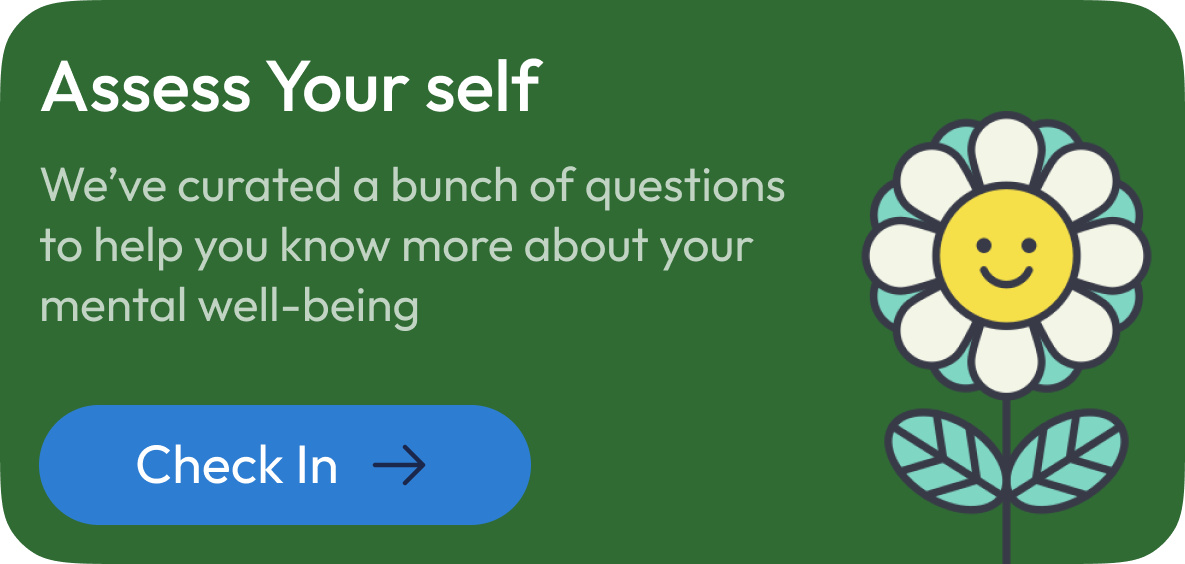 Assess Your self
We’ve curated a bunch of questions
to help you know more about your
mental well-being
Check In